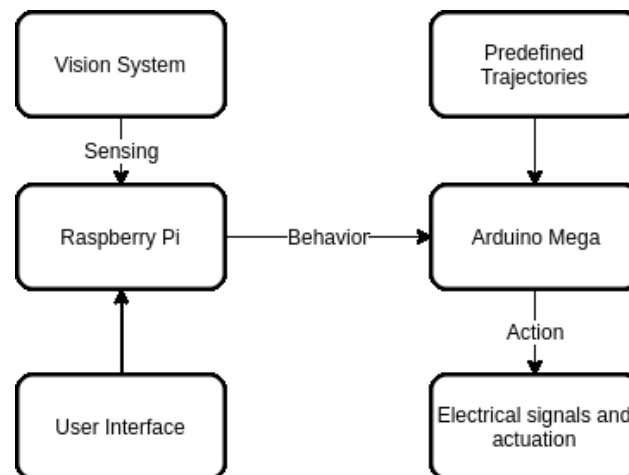 Vision System
Predefined
Trajectories
Sensing
Raspberry Pi
Behavior
Arduino Mega
Action
User Interface
Electrical signals and
actuation